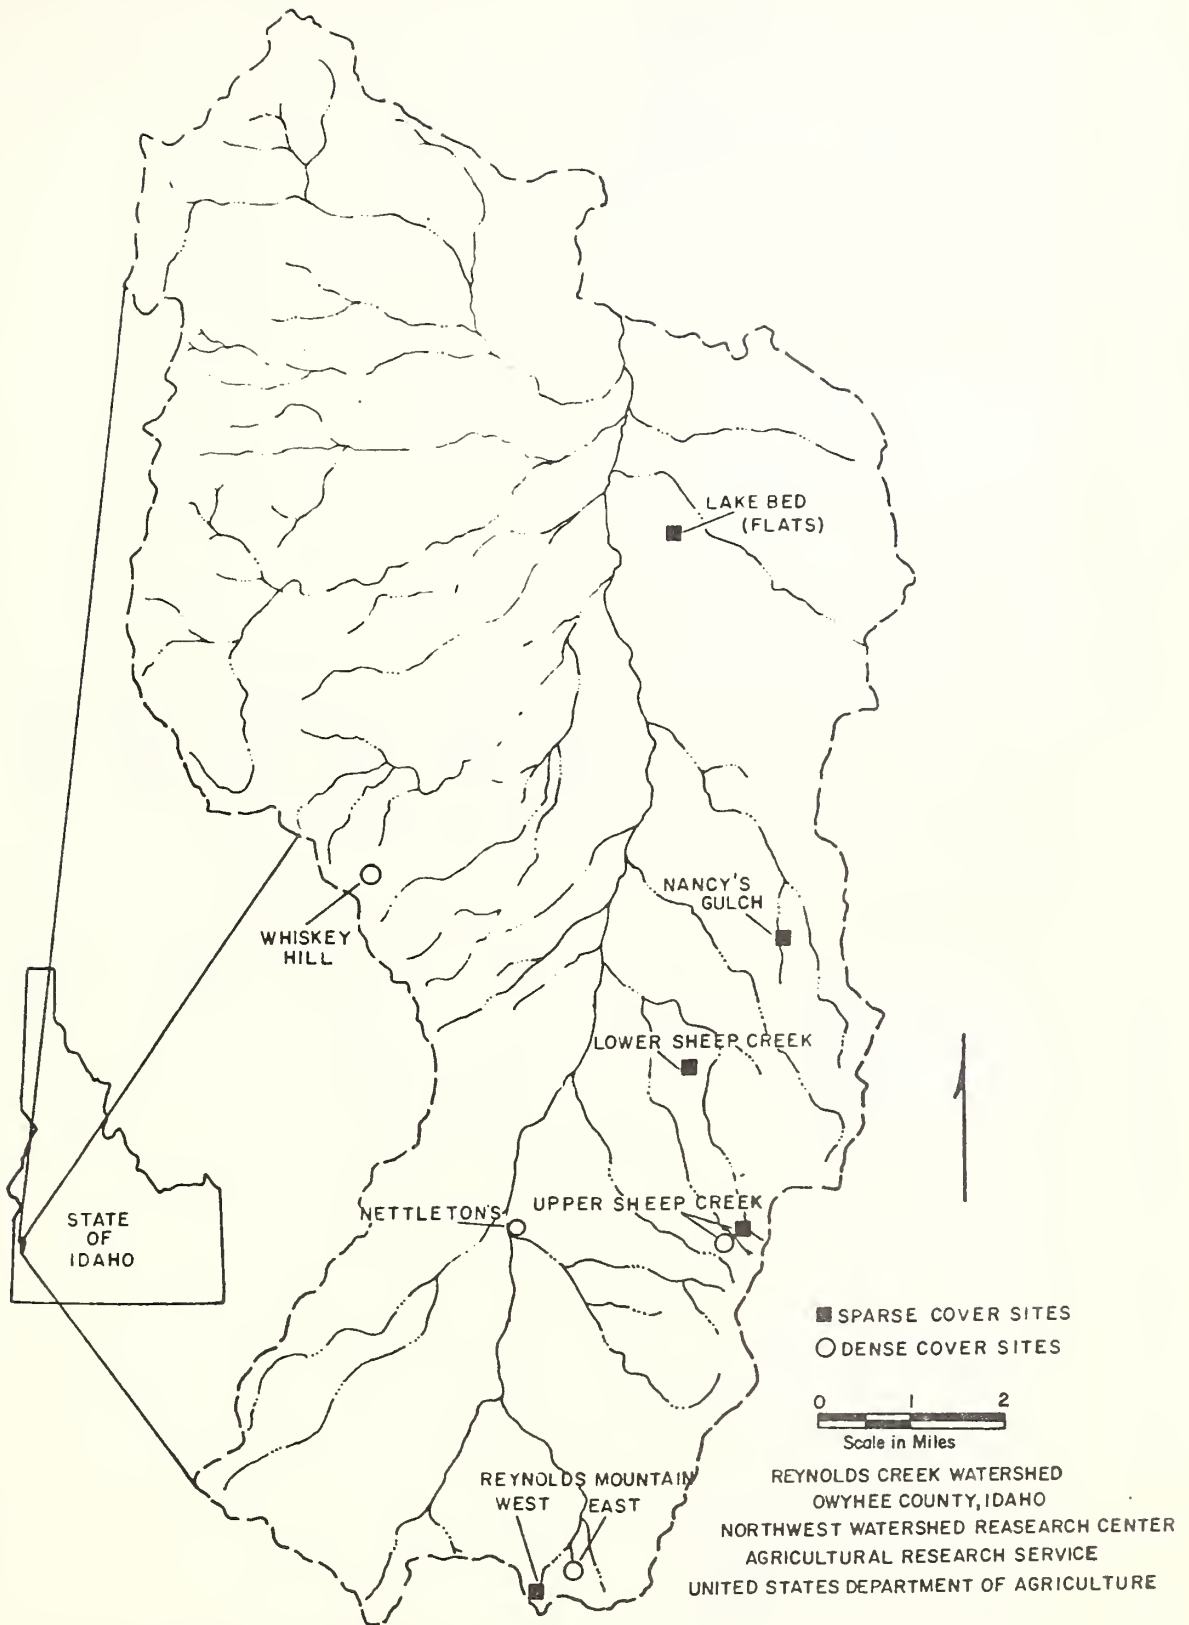 LAKE BED
(FLATS)
NANCY'S
GULCH
WHISKEY
HILL
LOWER SHEEP CREEK
NETTLETON'S
UPPER SHEEP CREEK
STATE
OF
IDAHO
■ SPARSE COVER SITES
○ DENSE COVER SITES
0 1 2
Scale in Miles
REYNOLDS MOUNTAIN
WEST EAST
REYNOLDS CREEK WATERSHED
OWYHEE COUNTY, IDAHO
NORTHWEST WATERSHED REASEARCH CENTER
AGRICULTURAL RESEARCH SERVICE
UNITED STATES DEPARTMENT OF AGRICULTURE